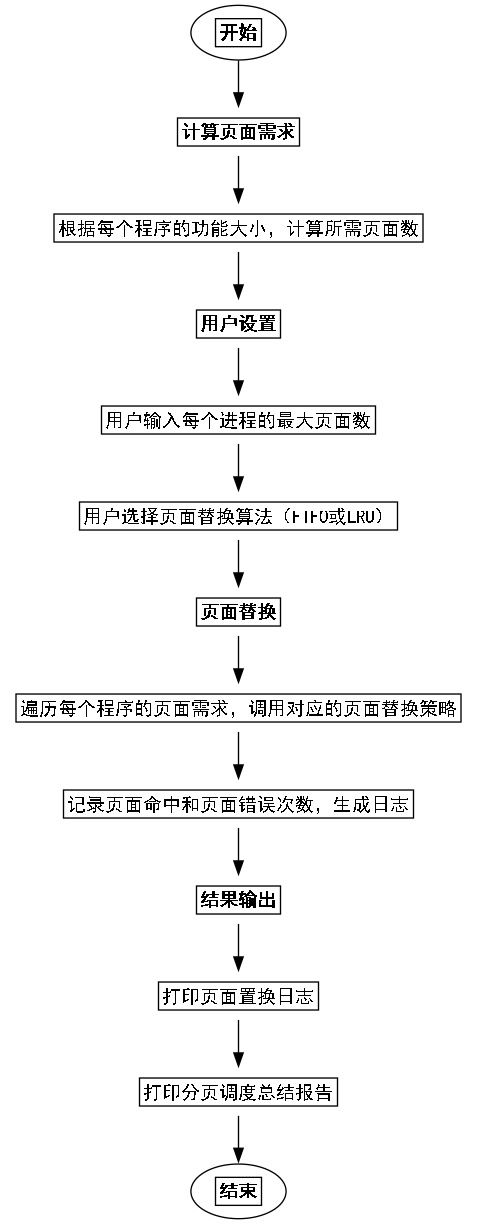 开始
计算页面需求
根据每个程序的功能大小，计算所需页面数
用户设置
用户输入每个进程的最大页面数
用户选择页面替换算法（FIFO或LRU）
页面替换
遍历每个程序的页面需求，调用对应的页面替换策略
记录页面命中和页面错误次数，生成日志
结果输出
打印页面置换日志
打印分页调度总结报告
结束